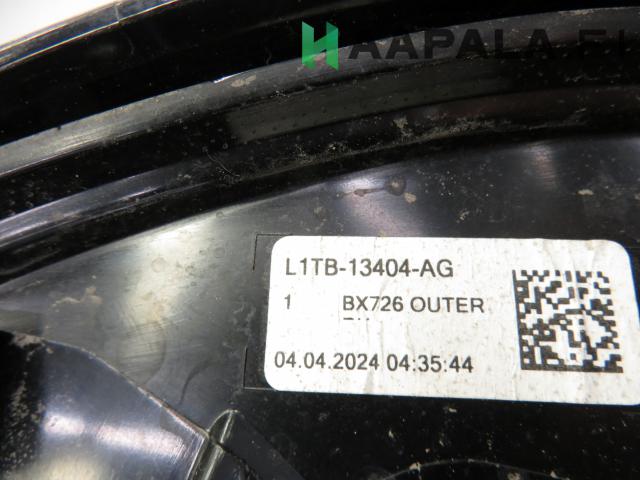 HAAPALA.FI
L1TB-13404-AG
1 BX726 OUTER
04.04.2024 04:35:44